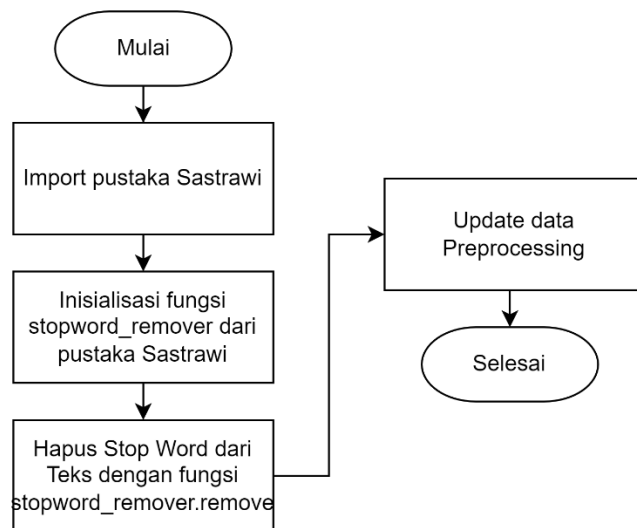 Mulai
Import pustaka Sastrawi
Inisialisasi fungsi
stopword_remover dari
pustaka Sastrawi
Hapus Stop Word dari
Teks dengan fungsi
stopword_remover.remove
Update data
Preprocessing
Selesai